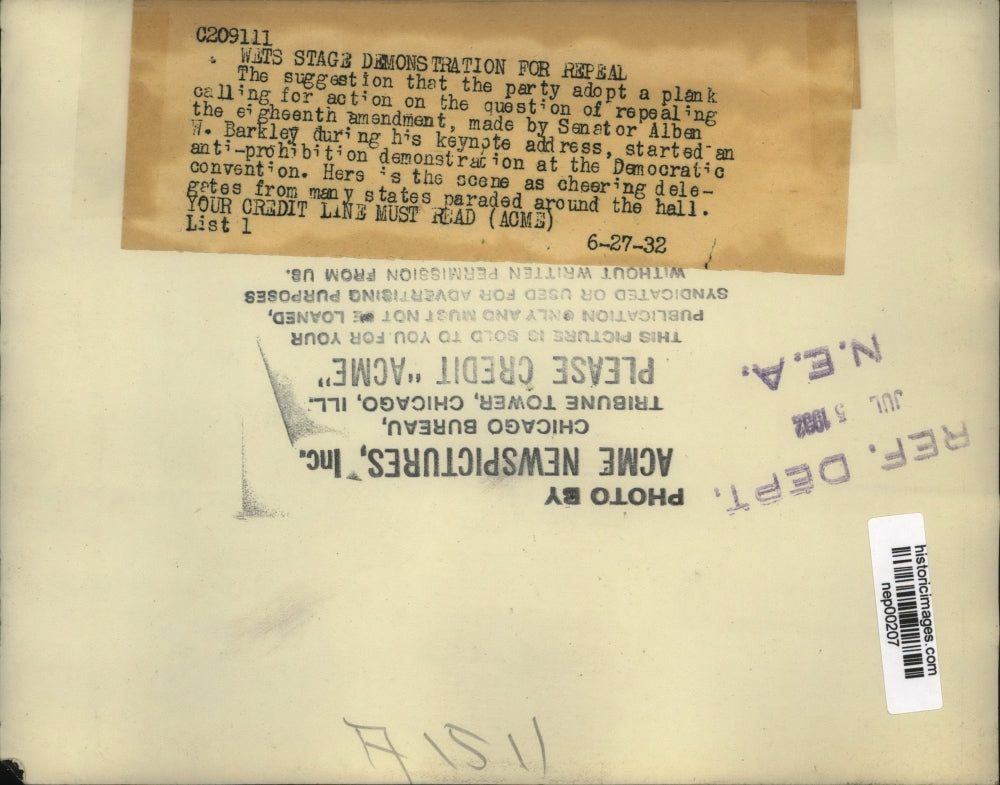 C209111
WETS STAGE DEMONSTRATION FOR REPEAL
The suggestion that the party adopt a plank
calling for action on the question of repealing
the eigheenth amendment, made by Senator Alben
W. Barkley during his keynote address, started an
anti-prohibition demonstration at the Democratic
convention. Here is the scene as cheering dele-
gates from many states paraded around the hall.
YOUR CREDIT LINE MUST READ (ACME)
List 1
6-27-32
PHOTO BY
ACME NEWSPICTURES, Inc.
CHICAGO BUREAU,
TRIBUNE TOWER, CHICAGO, ILL.
PLEASE CREDIT "ACME"
THIS PICTURE IS SOLD TO YOU FOR YOUR
PUBLICATION ONLY AND MUST NOT BE LOANED,
SYNDICATED OR USED FOR ADVERTISING PURPOSES
WITHOUT WRITTEN PERMISSION FROM US.
REF. DEPT.
JUL 5 1932
N.E.A.
historicimages.com
nep00207